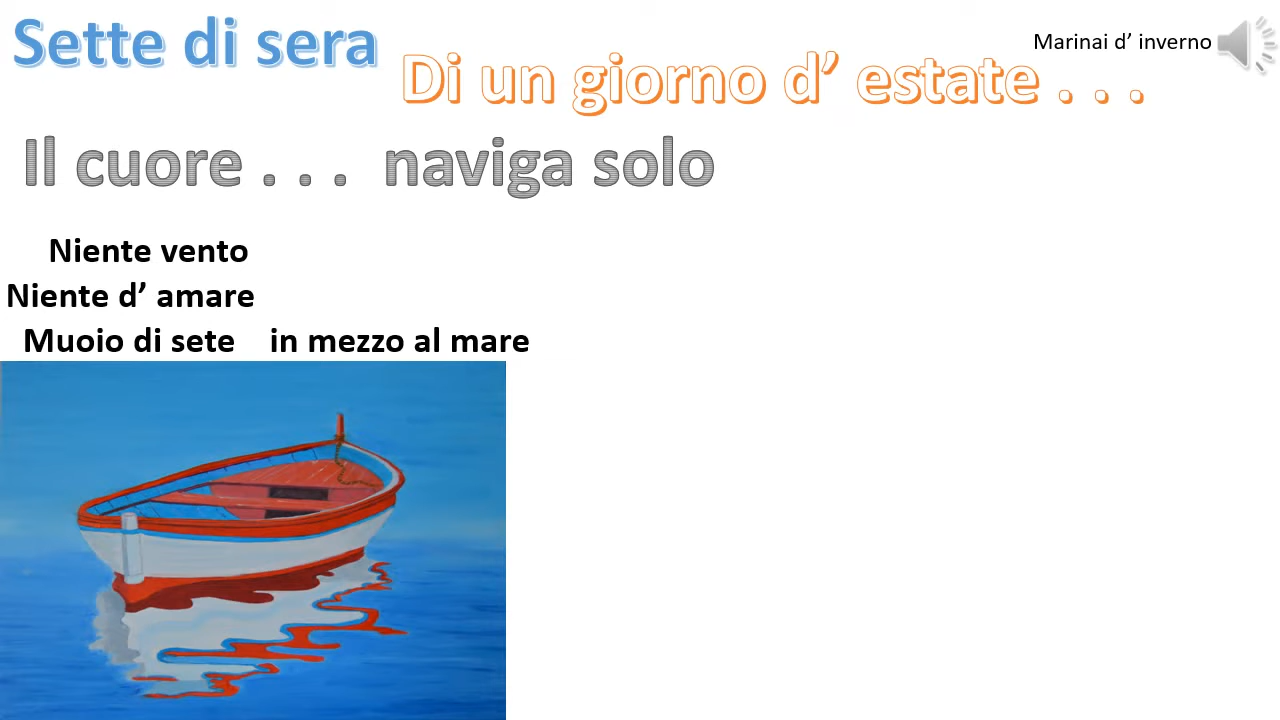 Sette di sera
Di un giorno d’ estate . . .
Marinai d’ inverno
Il cuore . . .  naviga solo
Niente vento
Niente d’ amare
Muoio di sete    in mezzo al mare